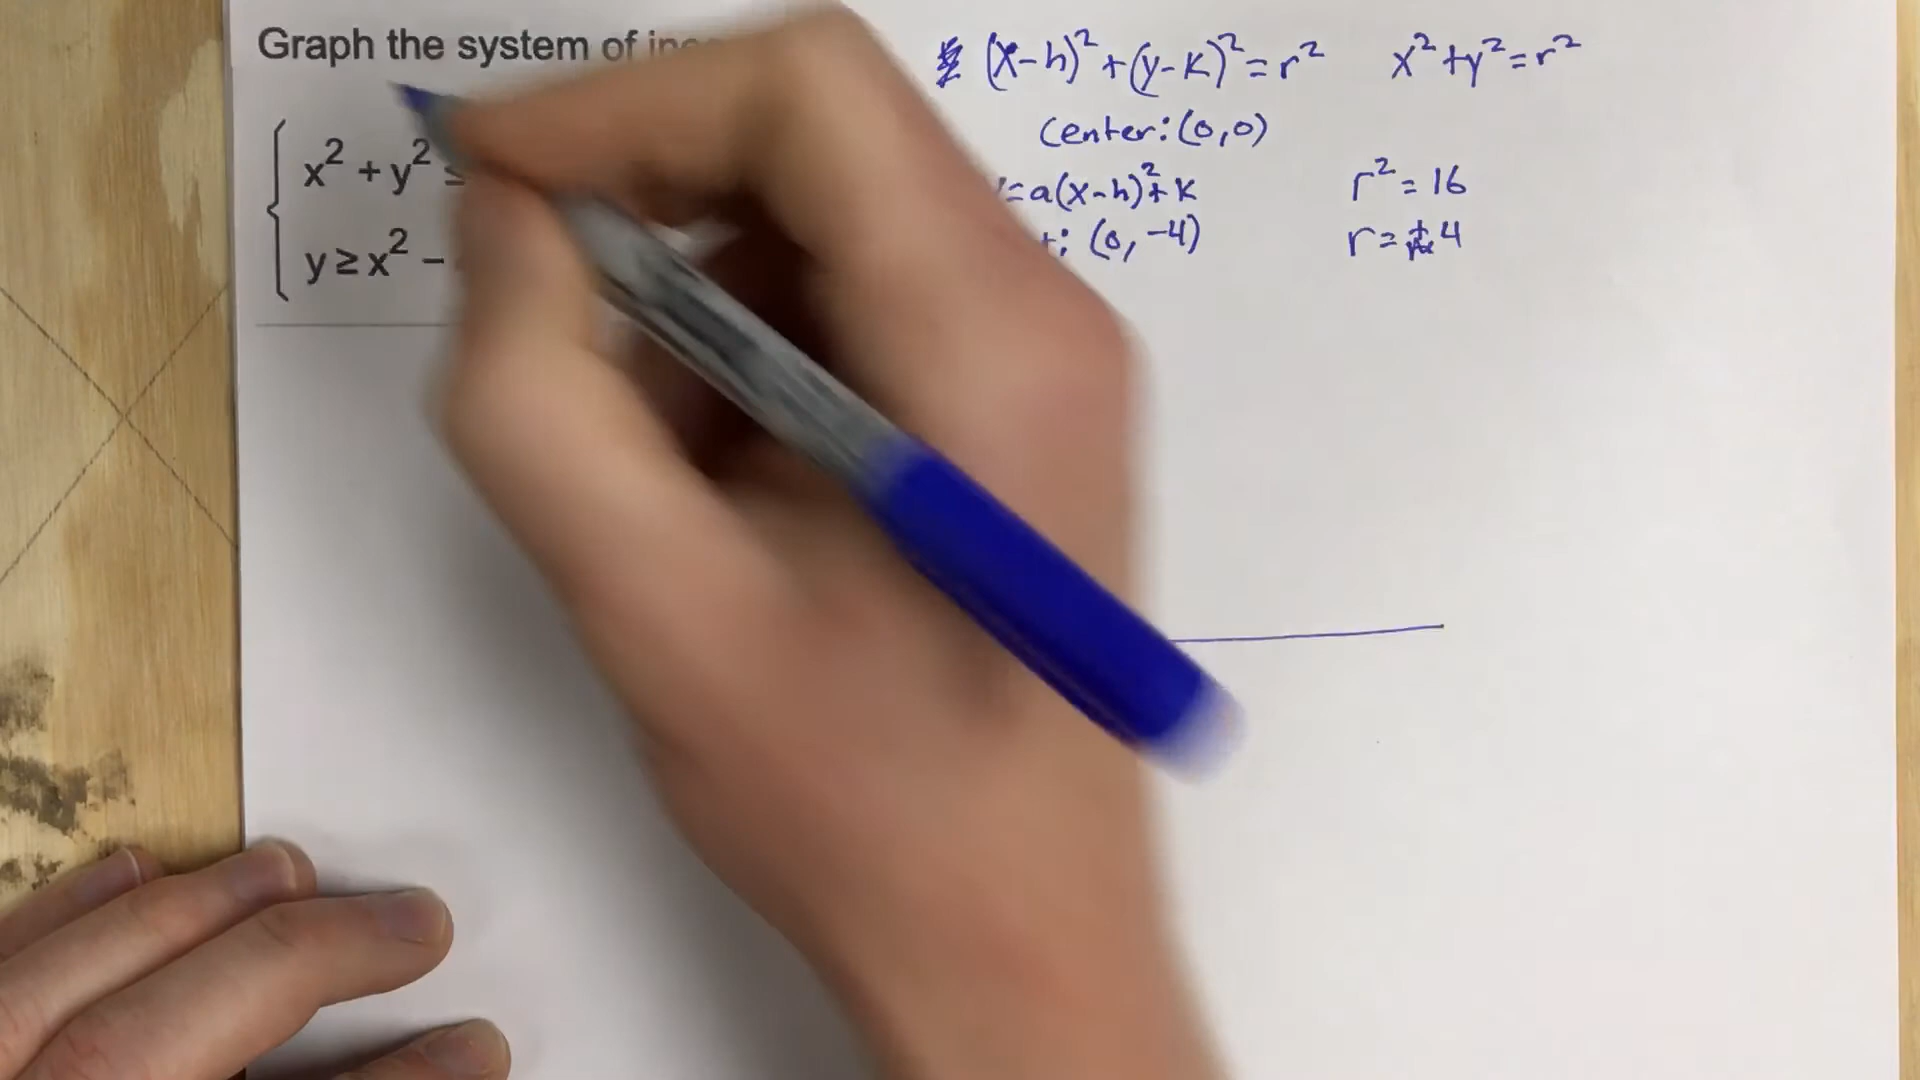 Graph the system of
x² + y² ≤
y ≥ x² –
(x-h)²+(y-k)²=r² x²+y²=r²
center: (0,0)
=a(x-h)²+k r²=16
: (0,-4) r=±4